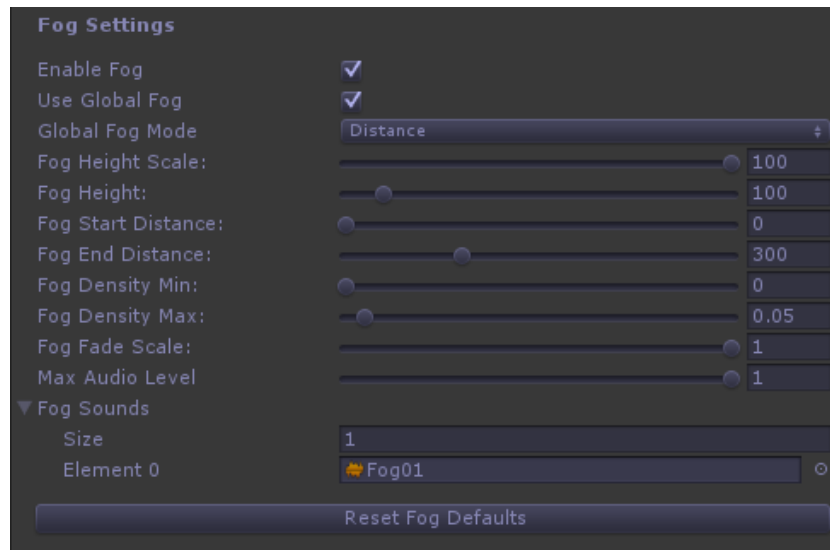 Fog Settings
Enable Fog
Use Global Fog
Global Fog Mode Distance
Fog Height Scale: 100
Fog Height: 100
Fog Start Distance: 0
Fog End Distance: 300
Fog Density Min: 0
Fog Density Max: 0.05
Fog Fade Scale: 1
Max Audio Level 1
Fog Sounds
Size 1
Element 0 Fog01
Reset Fog Defaults